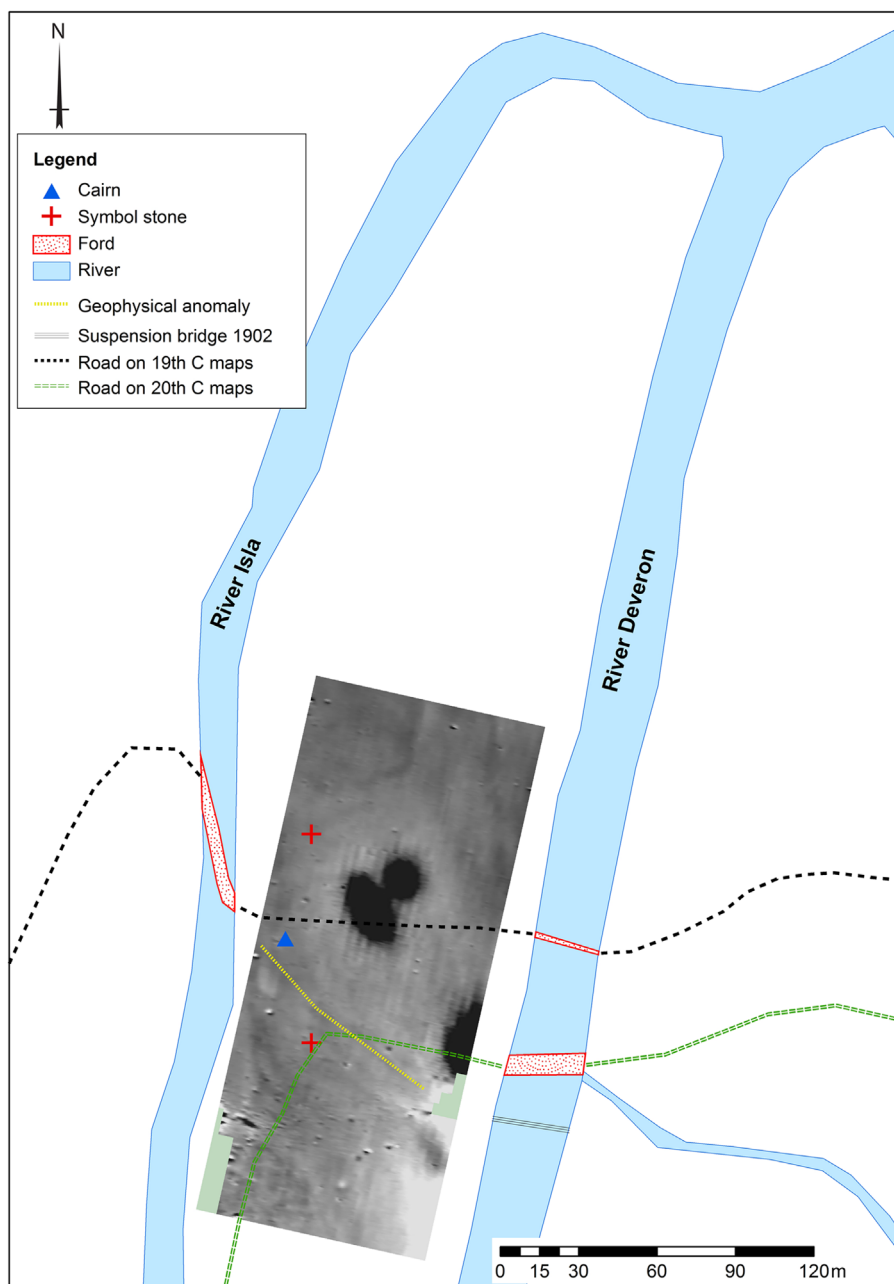 N
Legend
Cairn
Symbol stone
Ford
River
Geophysical anomaly
Suspension bridge 1902
Road on 19th C maps
Road on 20th C maps
River Isla
River Deveron
0 15 30 60 90 120m